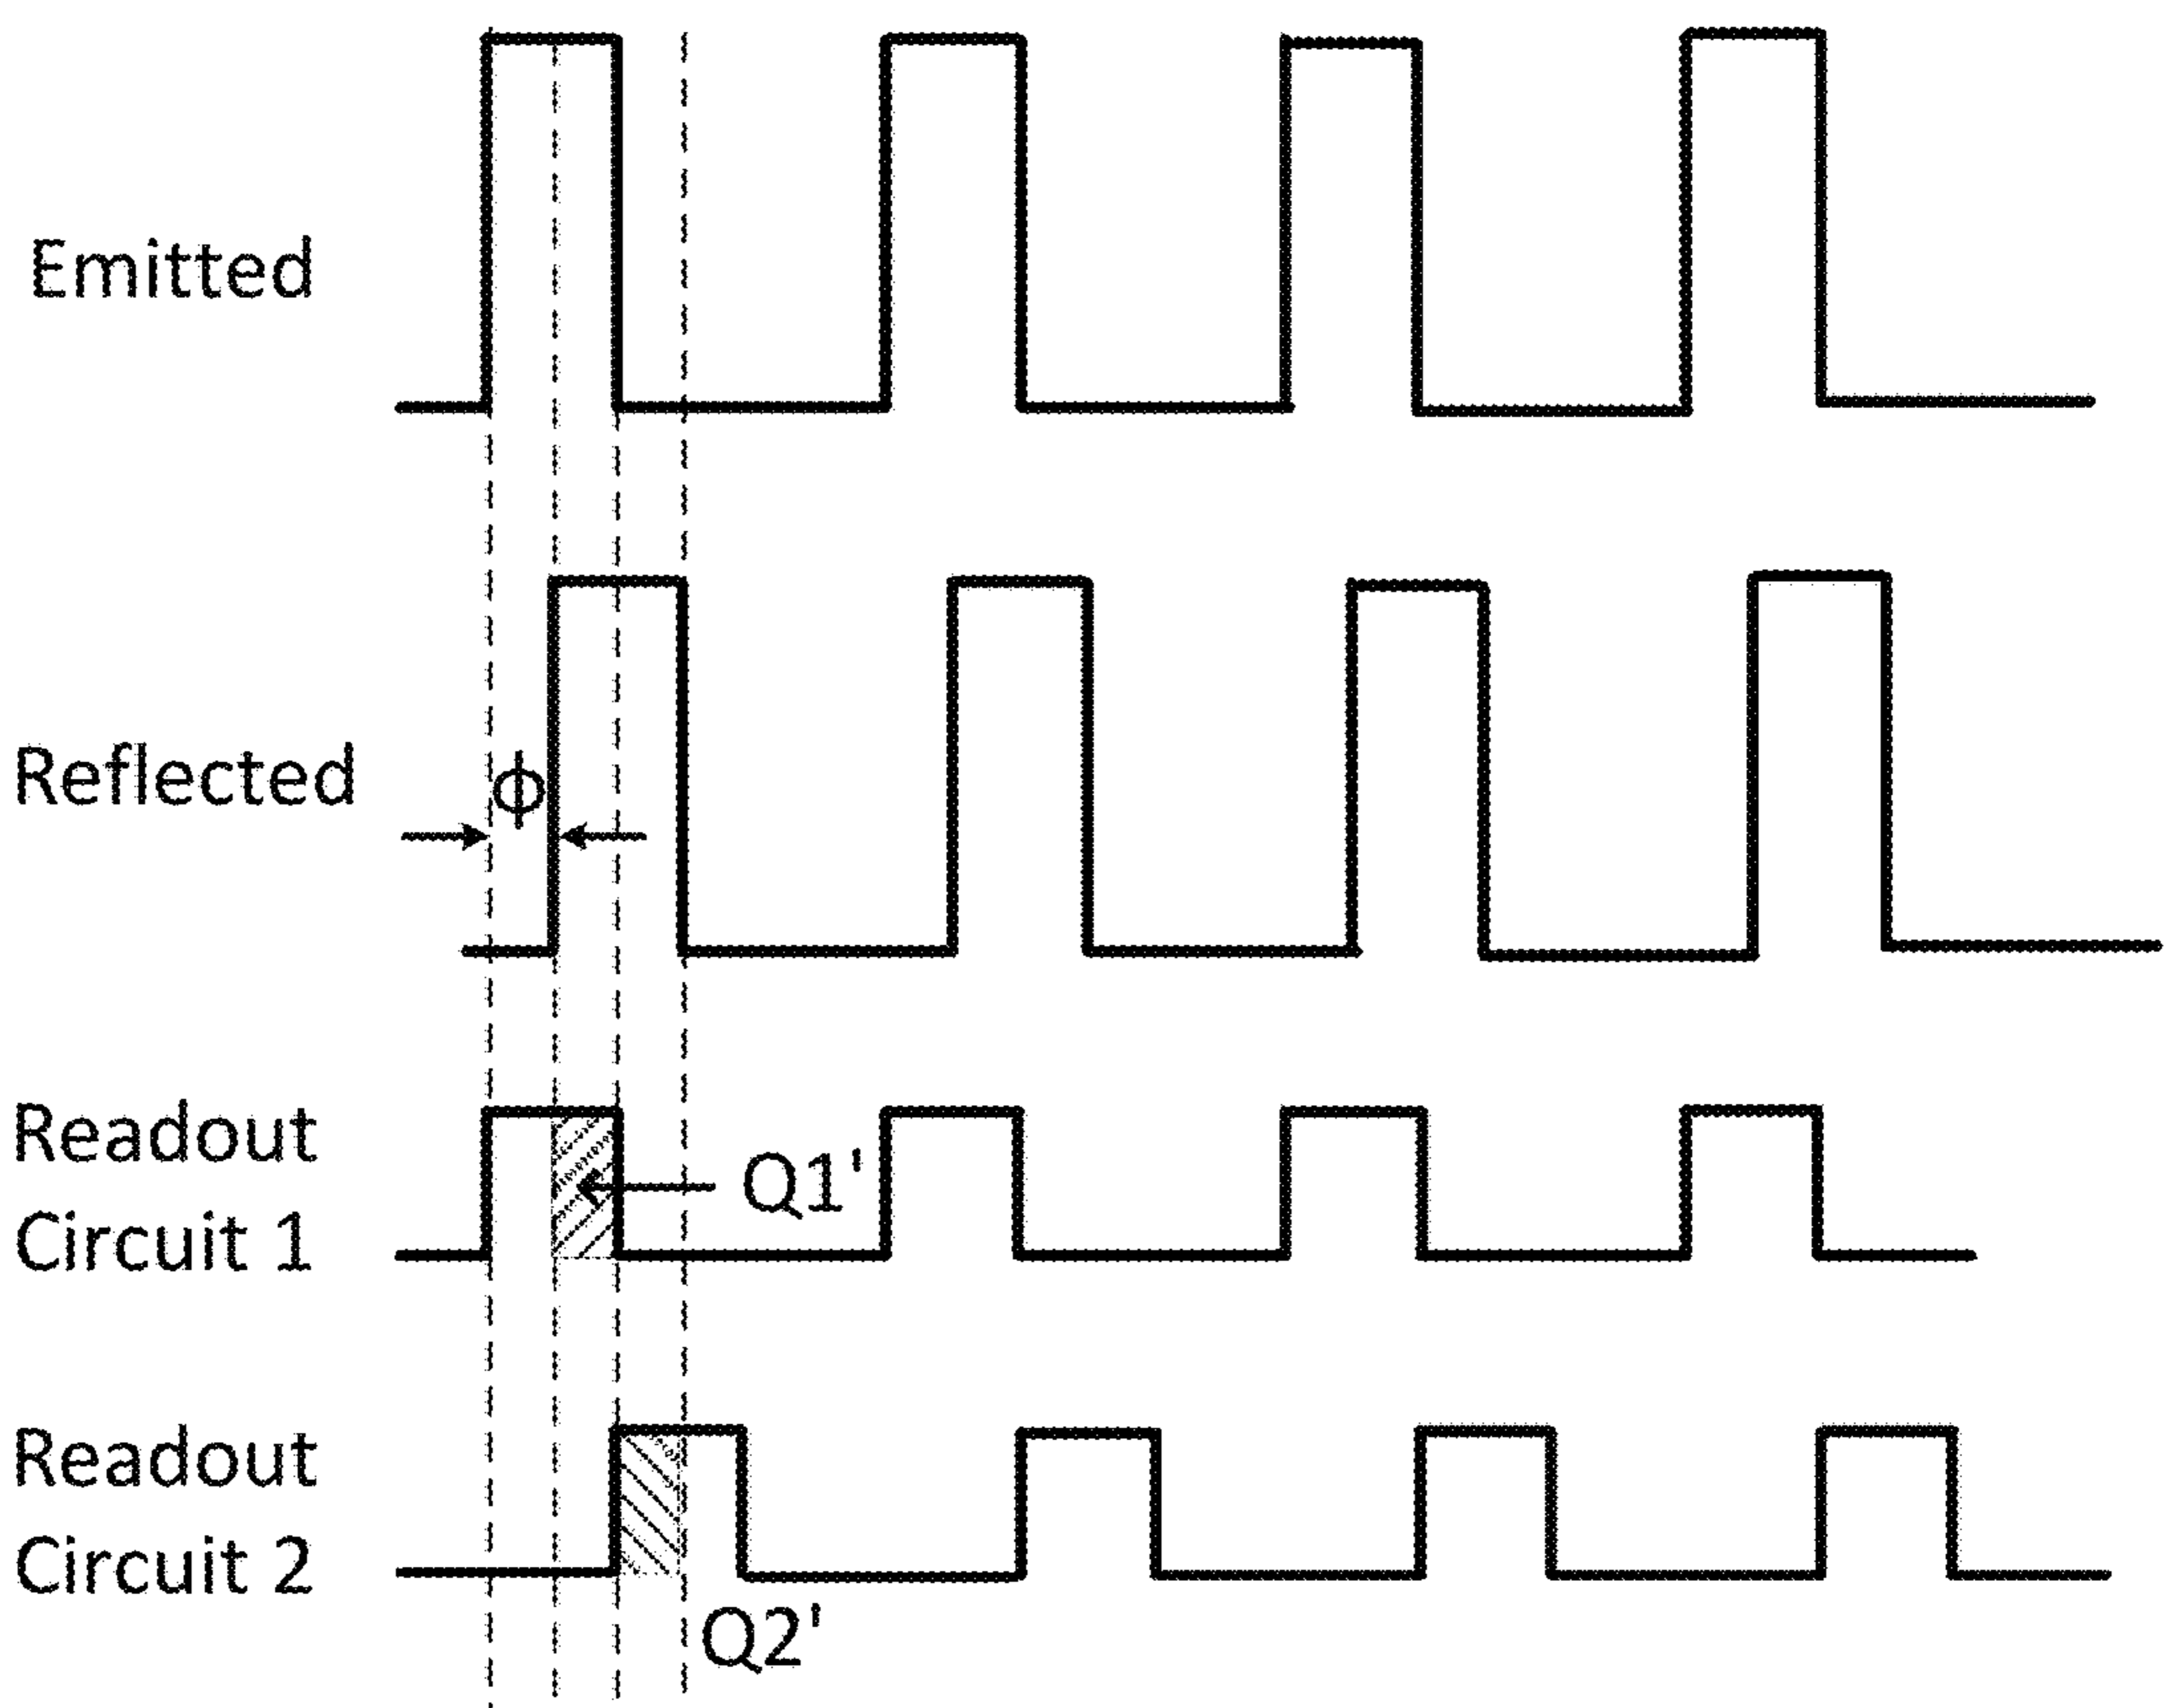 Emitted
Reflected
ϕ
Readout
Circuit 1
Q1'
Readout
Circuit 2
Q2'